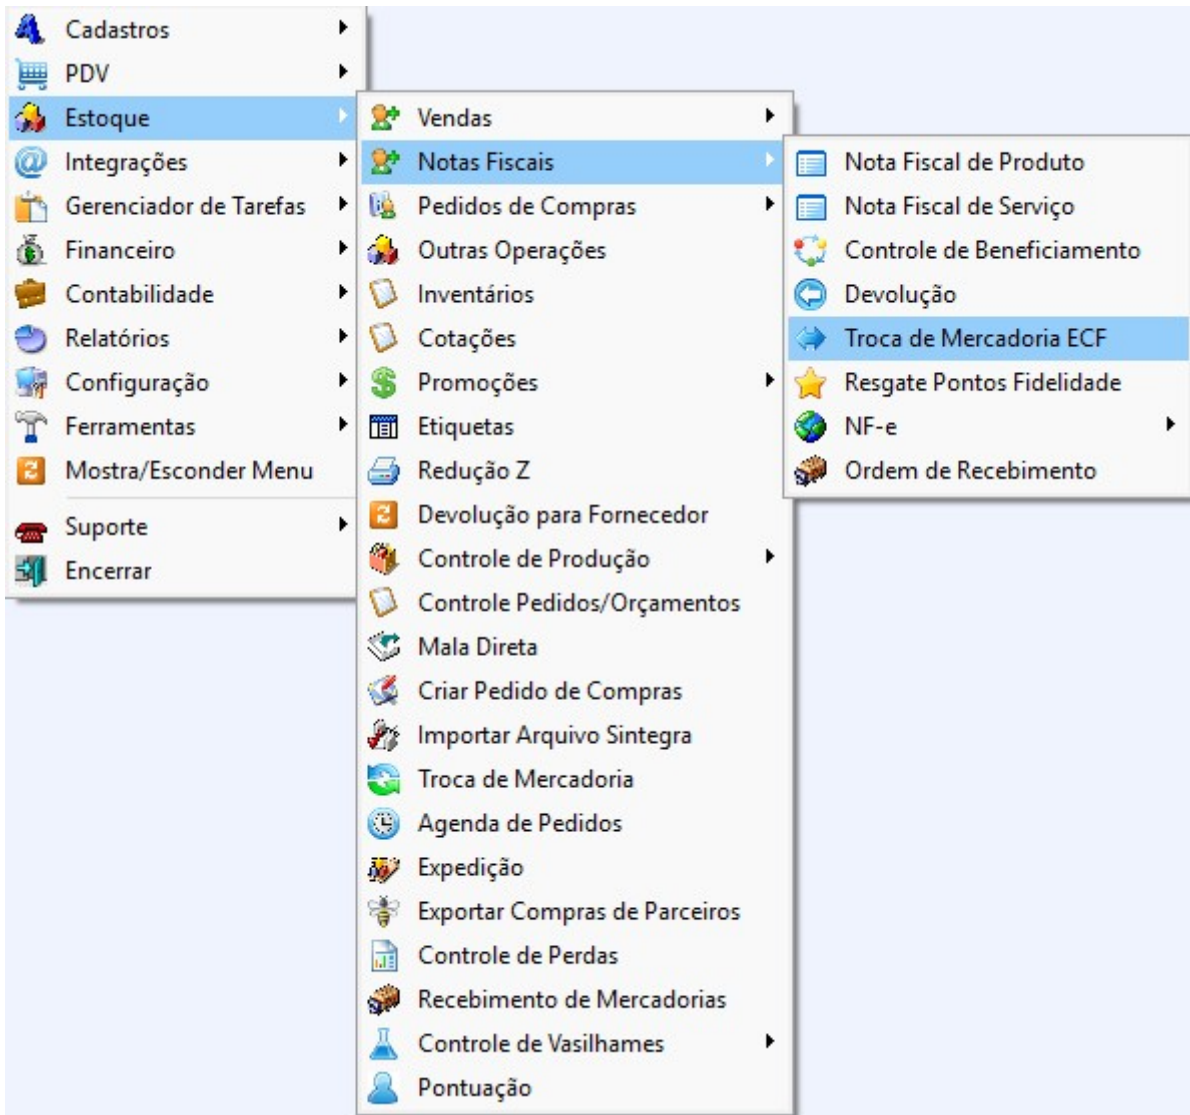 Cadastros
PDV
Estoque
Integrações
Gerenciador de Tarefas
Financeiro
Contabilidade
Relatórios
Configuração
Ferramentas
Mostra/Esconder Menu
Suporte
Encerrar
Vendas
Notas Fiscais
Pedidos de Compras
Outras Operações
Inventários
Cotações
Promoções
Etiquetas
Redução Z
Devolução para Fornecedor
Controle de Produção
Controle Pedidos/Orçamentos
Mala Direta
Criar Pedido de Compras
Importar Arquivo Sintegra
Troca de Mercadoria
Agenda de Pedidos
Expedição
Exportar Compras de Parceiros
Controle de Perdas
Recebimento de Mercadorias
Controle de Vasilhames
Pontuação
Nota Fiscal de Produto
Nota Fiscal de Serviço
Controle de Beneficiamento
Devolução
Troca de Mercadoria ECF
Resgate Pontos Fidelidade
NF-e
Ordem de Recebimento